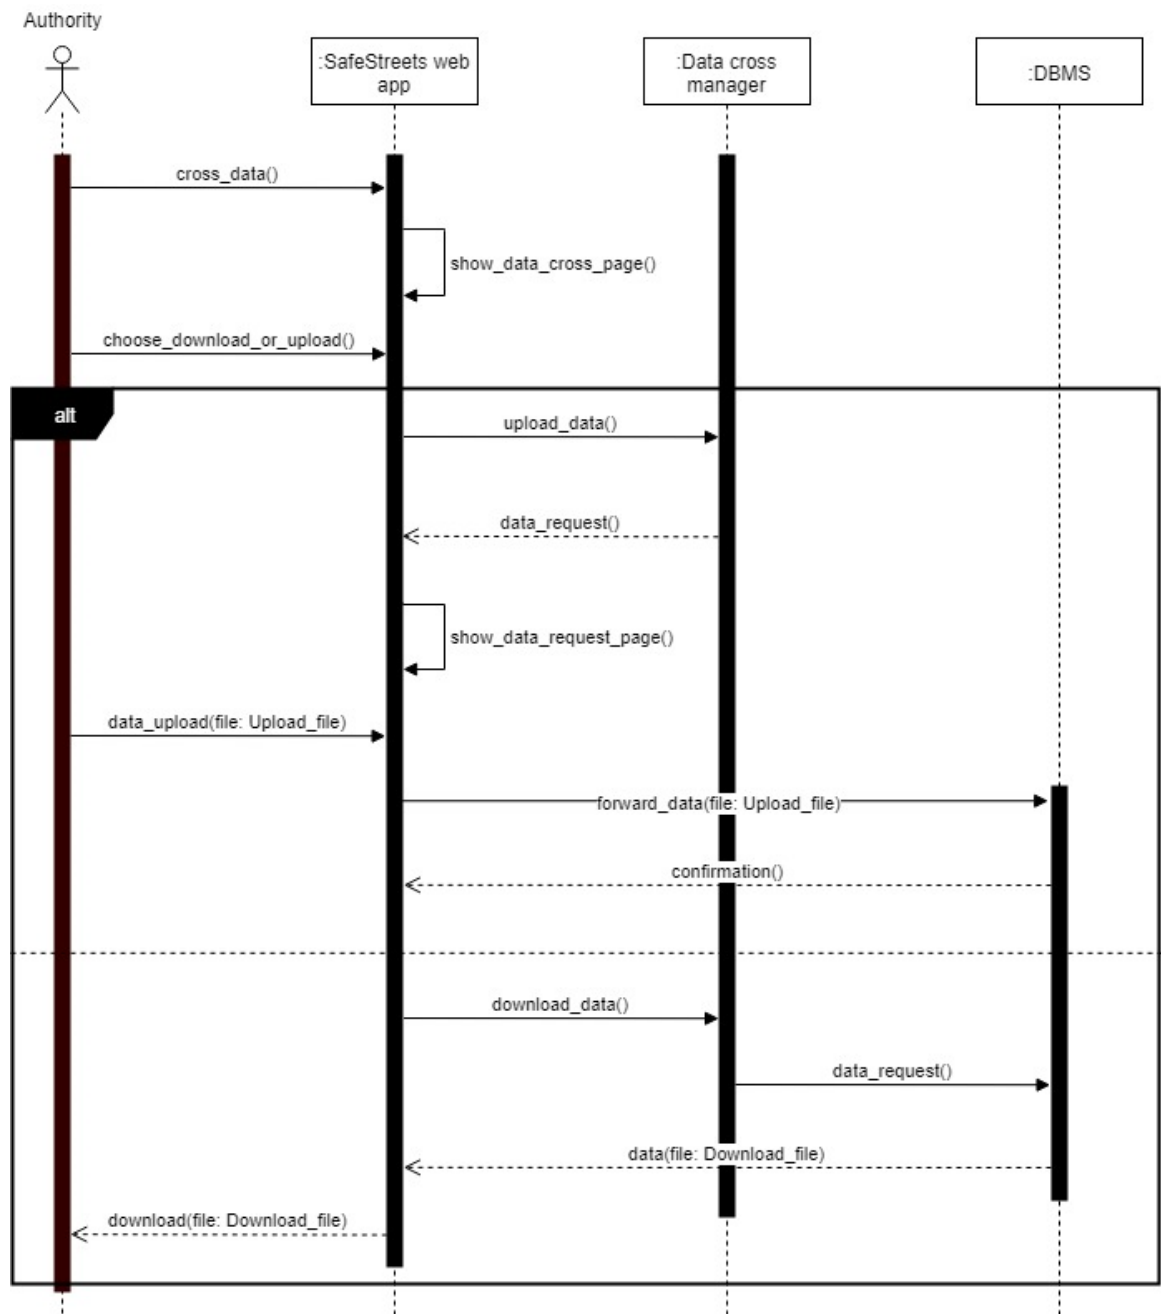 Authority
:SafeStreets web
app
:Data cross
manager
:DBMS
cross_data()
show_data_cross_page()
choose_download_or_upload()
alt
upload_data()
data_request()
show_data_request_page()
data_upload(file: Upload_file)
forward_data(file: Upload_file)
confirmation()
download_data()
data_request()
data(file: Download_file)
download(file: Download_file)